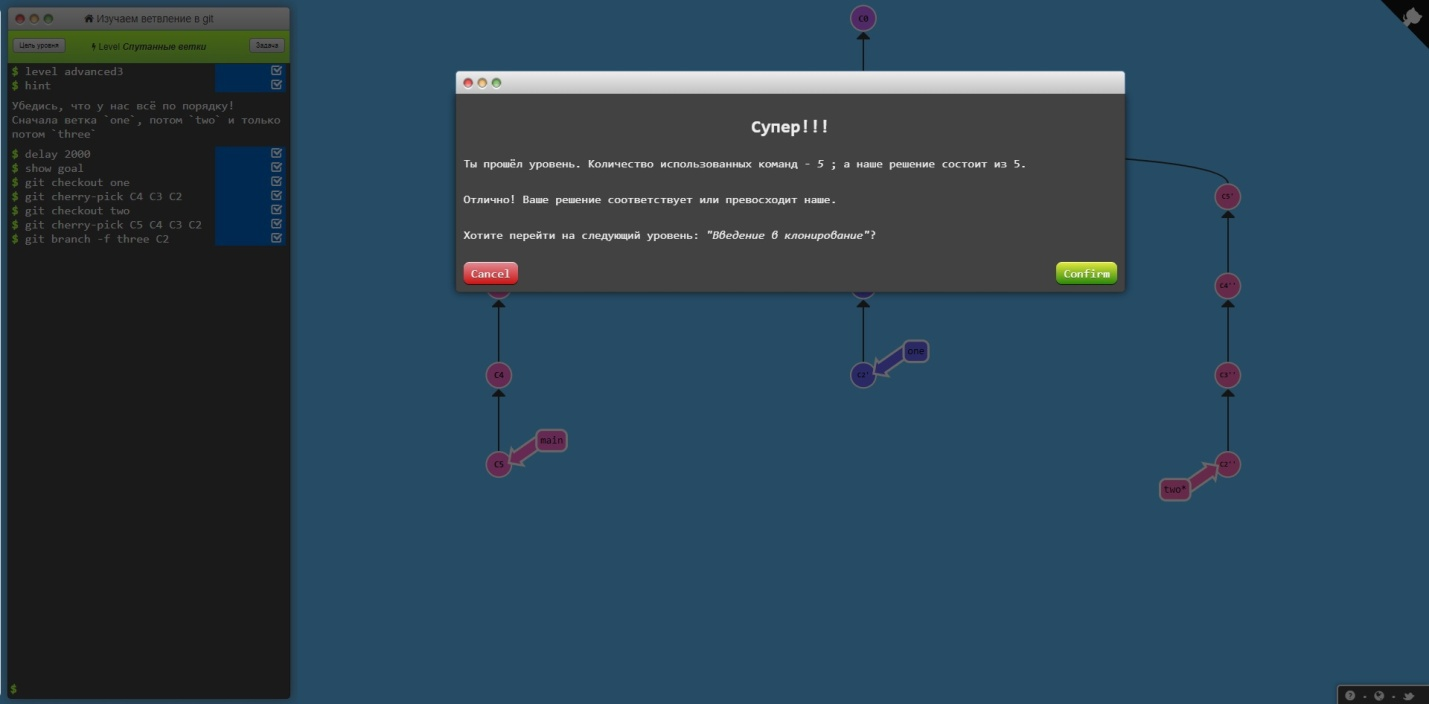 Изучаем ветвление в git
Цель уровня
Level Спутанные ветки
Задача
$ level advanced3
$ hint
Убедись, что у нас всё по порядку!
Сначала ветка `one`, потом `two` и только
потом `three`
$ delay 2000
$ show goal
$ git checkout one
$ git cherry-pick C4 C3 C2
$ git checkout two
$ git cherry-pick C5 C4 C3 C2
$ git branch -f three C2
$
C0
Супер!!!
Ты прошёл уровень. Количество использованных команд - 5 ; а наше решение состоит из 5.
Отлично! Ваше решение соответствует или превосходит наше.
Хотите перейти на следующий уровень: "Введение в клонирование"?
Cancel
Confirm
C5'
C4''
one
C4
C2'
C3''
main
C5
C2''
two*